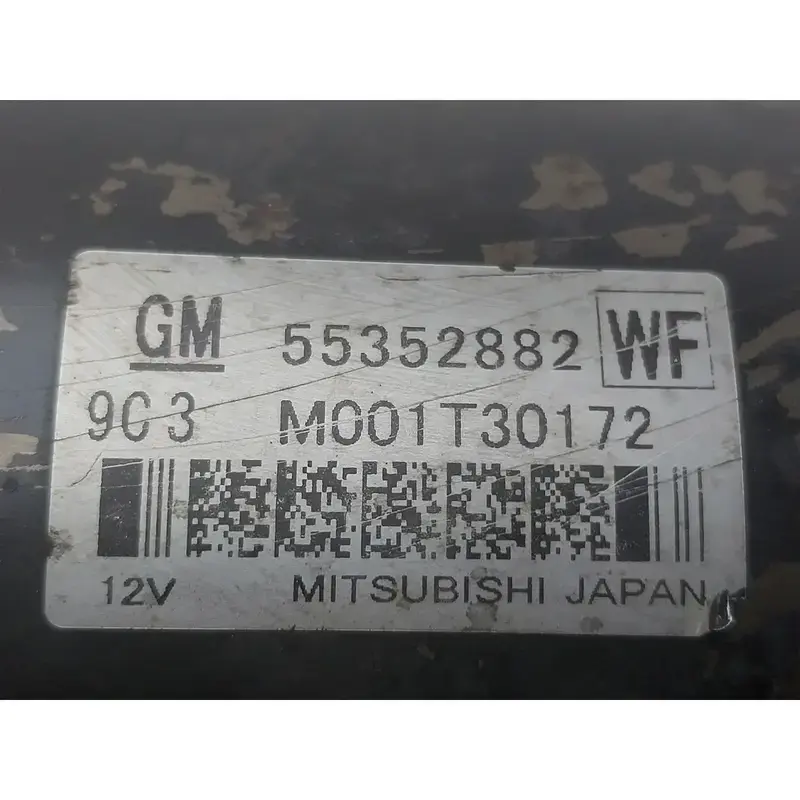 GM 55352882 WF
9C3 M001T30172
12V MITSUBISHI JAPAN